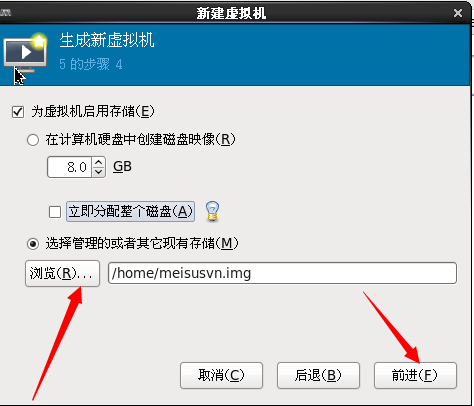 新建虚拟机
生成新虚拟机
5 的步骤 4
为虚拟机启用存储(E)
在计算机硬盘中创建磁盘映像(R)
8.0 GB
立即分配整个磁盘(A)
选择管理的或者其它现有存储(M)
浏览(R)... /home/meisusvn.img
取消(C) 后退(B) 前进(F)